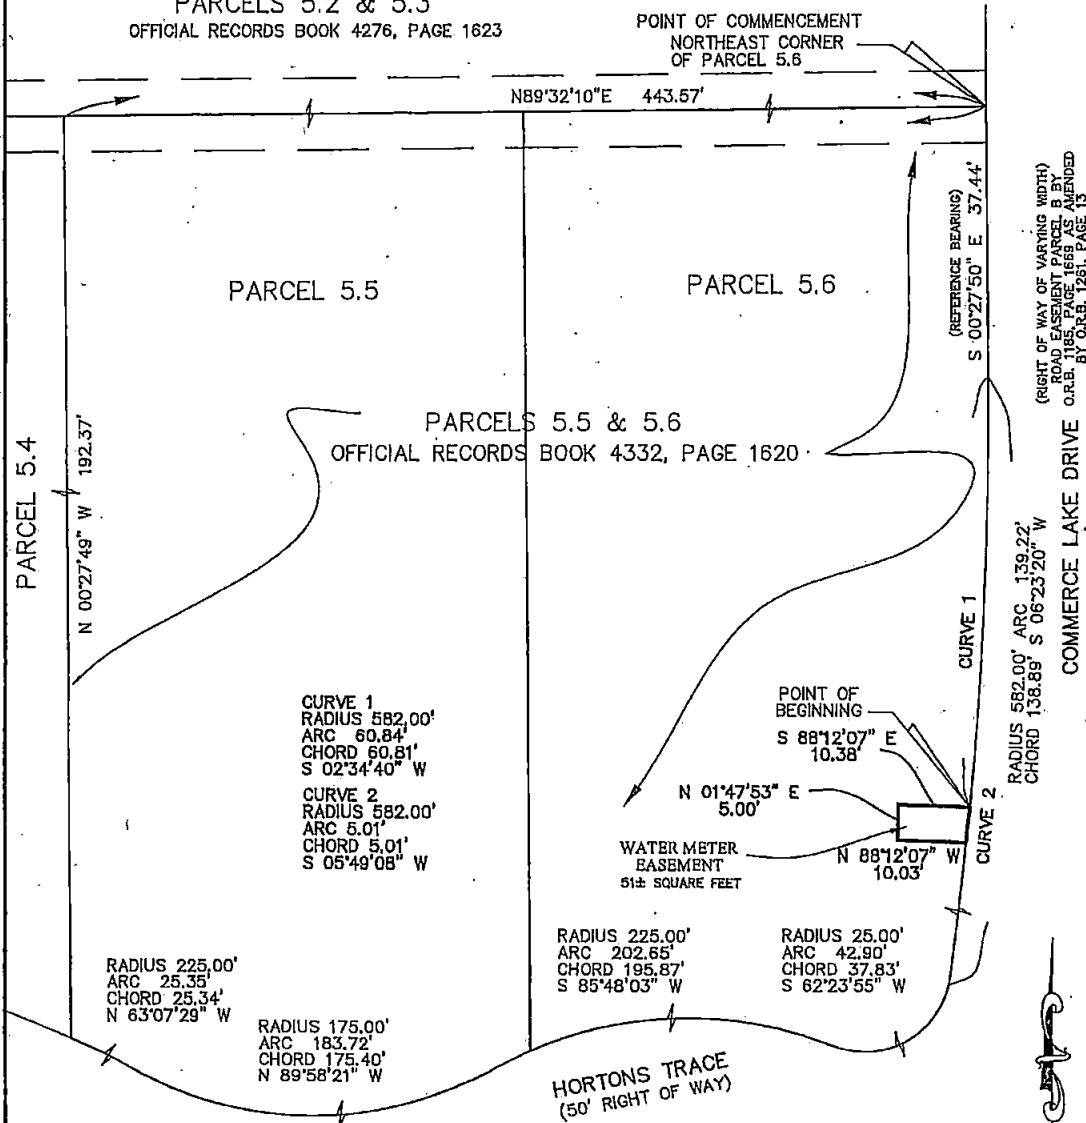 PARCELS 5.2 & 5.3
OFFICIAL RECORDS BOOK 4276, PAGE 1623
POINT OF COMMENCEMENT
NORTHEAST CORNER
OF PARCEL 5.6
N89°32'10"E 443.57'
PARCEL 5.5
PARCEL 5.6
(REFERENCE BEARING)
S 00°27'50" E 37.44'
(RIGHT OF WAY OF VARYING WIDTH)
ROAD EASEMENT PARCEL B BY
O.R.B. 1185, PAGE 1669 AS AMENDED
BY O.R.B. 1261, PAGE 13
COMMERCE LAKE DRIVE
PARCEL 5.4
N 00°27'49" W 192.37'
PARCELS 5.5 & 5.6
OFFICIAL RECORDS BOOK 4332, PAGE 1620
CURVE 1
RADIUS 582.00' ARC 139.22'
CHORD 138.89' S 06°23'20" W
CURVE 1
RADIUS 582.00'
ARC 60.84'
CHORD 60.81'
S 02°34'40" W
CURVE 2
RADIUS 582.00'
ARC 5.01'
CHORD 5.01'
S 05°49'08" W
POINT OF
BEGINNING
S 88°12'07" E
10.38'
N 01°47'53" E
5.00'
CURVE 2
WATER METER
EASEMENT
51± SQUARE FEET
N 88°12'07" W
10.03'
RADIUS 225.00'
ARC 25.35'
CHORD 25.34'
N 63°07'29" W
RADIUS 175.00'
ARC 183.72'
CHORD 175.40'
N 89°58'21" W
RADIUS 225.00'
ARC 202.65'
CHORD 195.87'
S 85°48'03" W
RADIUS 25.00'
ARC 42.90'
CHORD 37.83'
S 62°23'55" W
HORTONS TRACE
(50' RIGHT OF WAY)